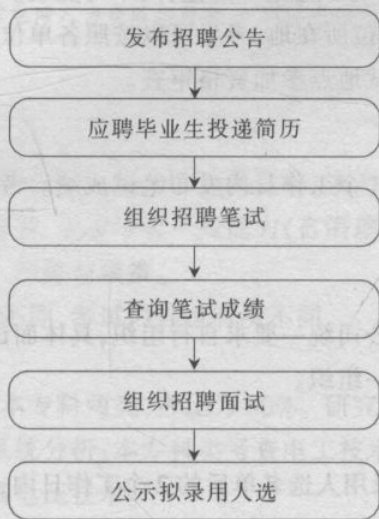 发布招聘公告
应聘毕业生投递简历
组织招聘笔试
查询笔试成绩
组织招聘面试
公示拟录用人选